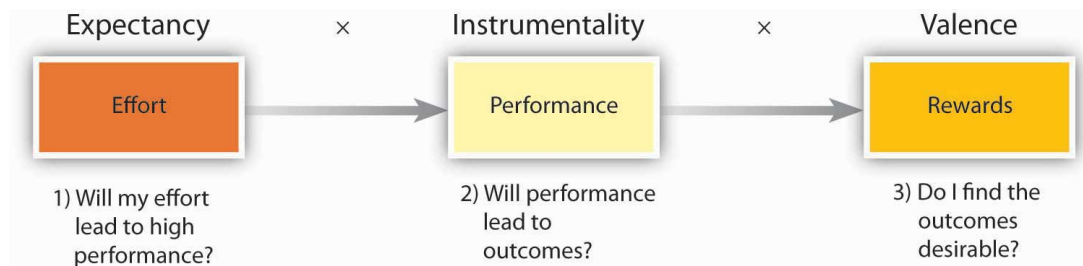 Expectancy × Instrumentality × Valence
Effort
Performance
Rewards
1) Will my effort
lead to high
performance?
2) Will performance
lead to
outcomes?
3) Do I find the
outcomes
desirable?